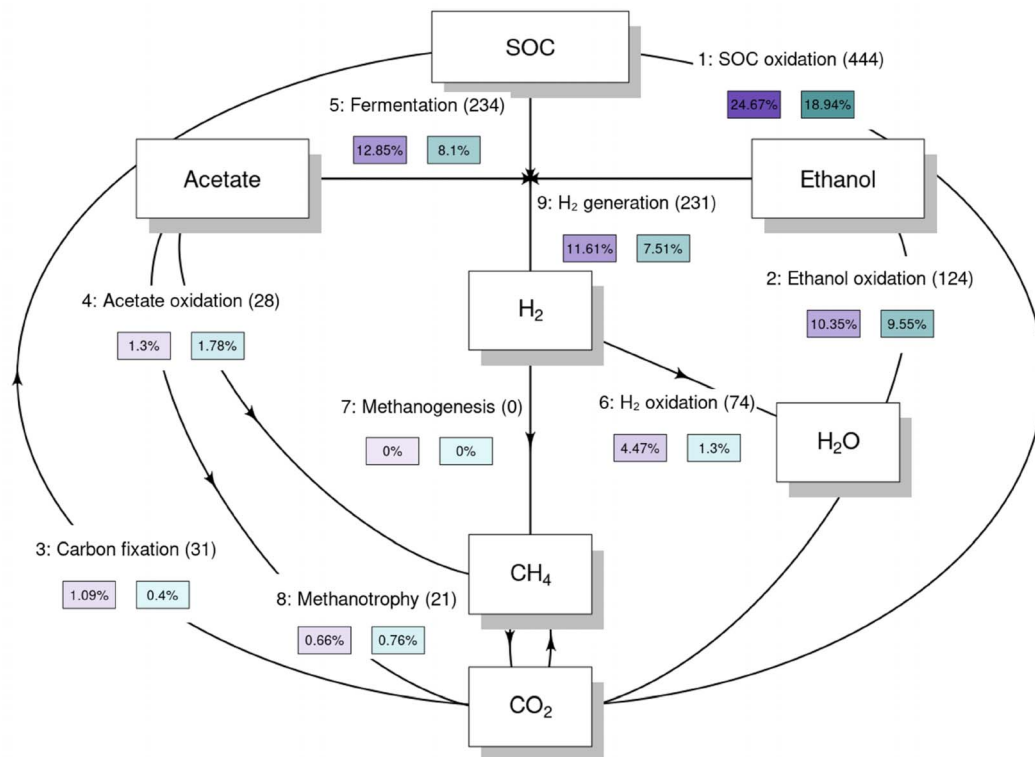 SOC
1: SOC oxidation (444)
24.67% 18.94%
5: Fermentation (234)
12.85% 8.1%
Acetate
Ethanol
9: H₂ generation (231)
11.61% 7.51%
2: Ethanol oxidation (124)
10.35% 9.55%
4: Acetate oxidation (28)
1.3% 1.78%
H₂
7: Methanogenesis (0)
0% 0%
6: H₂ oxidation (74)
4.47% 1.3%
H₂O
3: Carbon fixation (31)
1.09% 0.4%
CH₄
8: Methanotrophy (21)
0.66% 0.76%
CO₂